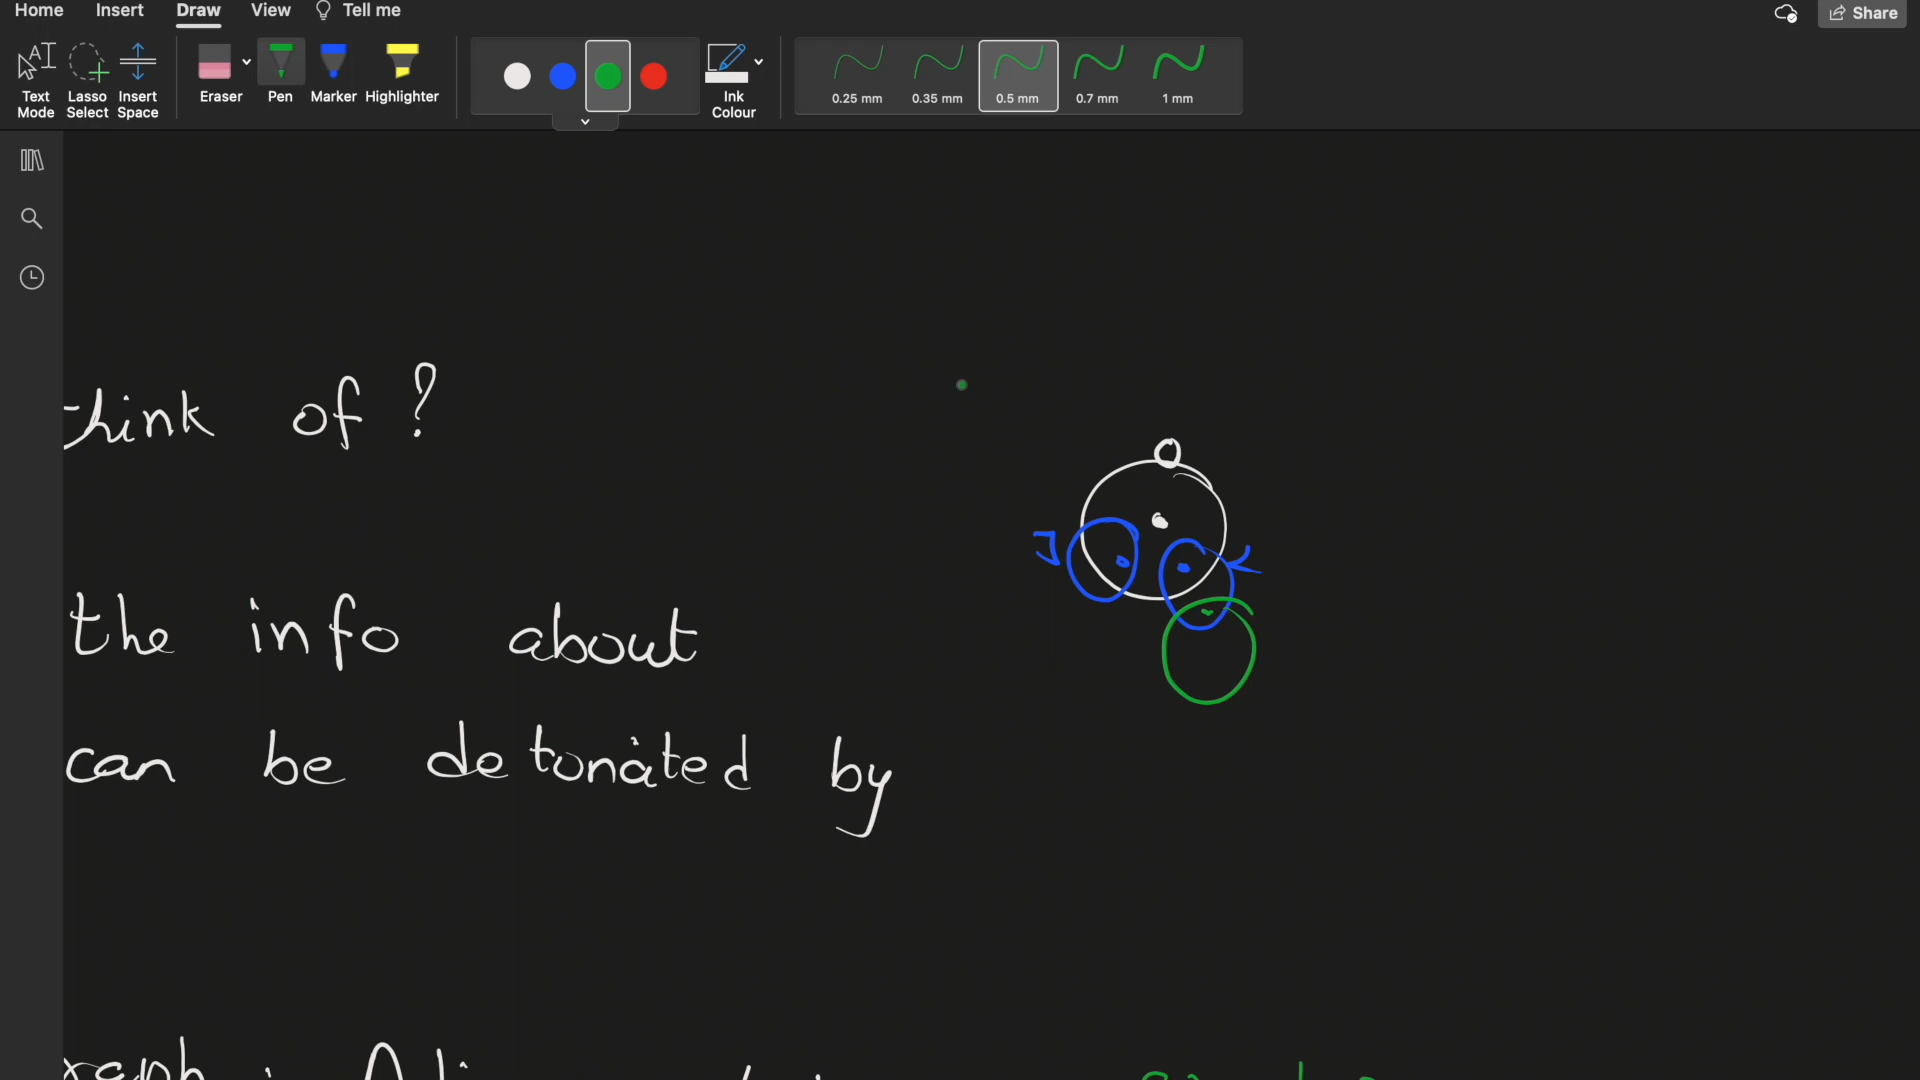 Home Insert Draw View Tell me Share
Text Mode Lasso Select Insert Space Eraser Pen Marker Highlighter Ink Colour 0.25 mm 0.35 mm 0.5 mm 0.7 mm 1 mm
think of ?
the info about
can be detonated by